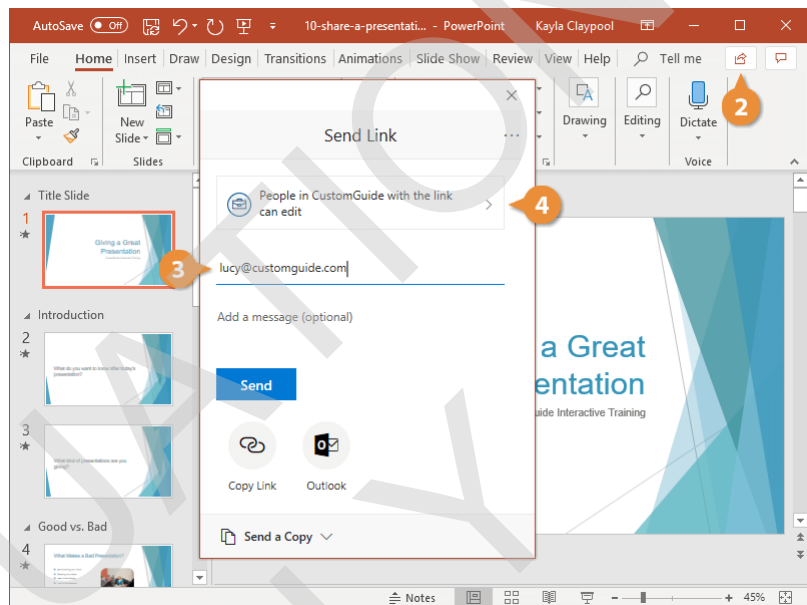 AutoSave Off 10-share-a-presentati... - PowerPoint Kayla Claypool
File Home Insert Draw Design Transitions Animations Slide Show Review View Help Tell me
2
Paste
New
Slide
Drawing
Editing
Dictate
Clipboard
Slides
Voice
Send Link
People in CustomGuide with the link
can edit
4
3
lucy@customguide.com
Add a message (optional)
Send
Copy Link
Outlook
Send a Copy
Title Slide
1
Giving a Great
Presentation
Introduction
2
What do you want to know after today's
presentation?
3
What kind of presentations are you
giving?
Good vs. Bad
4
What Makes a Bad Presentation?
a Great
entation
uide Interactive Training
Notes
45%
UATION
LY